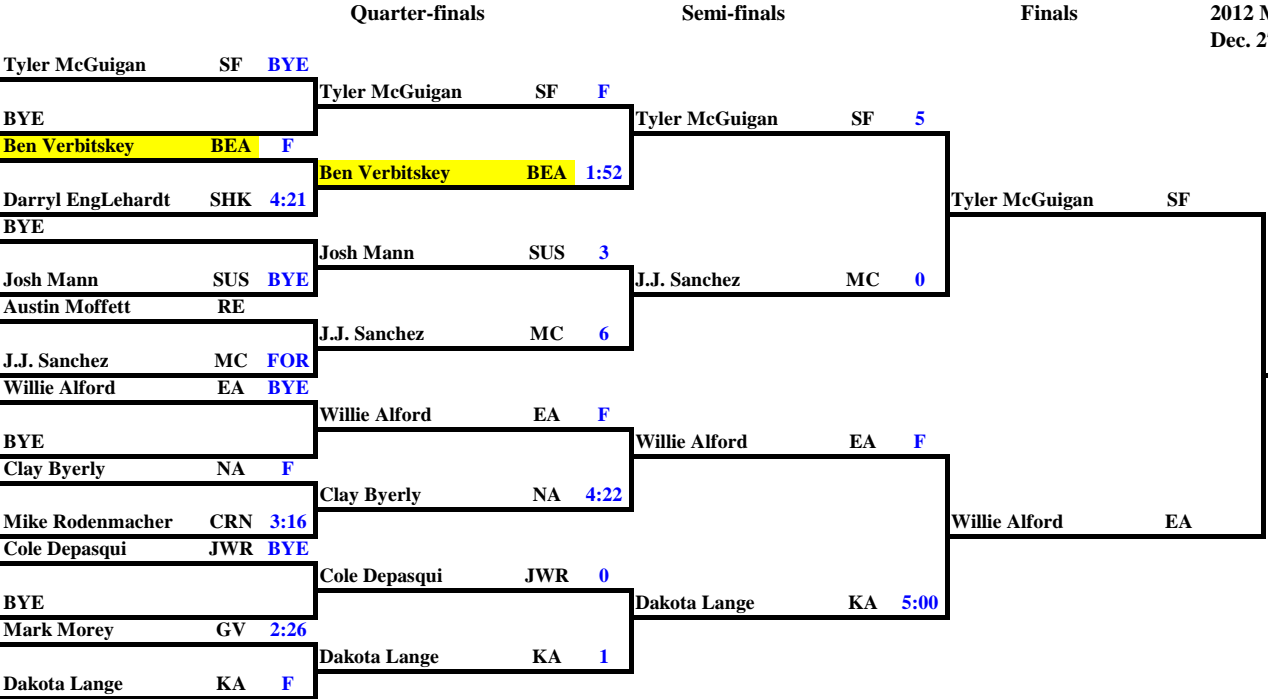 Quarter-finals Semi-finals Finals 2012 M
Dec. 2
Tyler McGuigan SF BYE
Tyler McGuigan SF F
BYE
Tyler McGuigan SF 5
Ben Verbitskey BEA F
Ben Verbitskey BEA 1:52
Darryl EngLehardt SHK 4:21
Tyler McGuigan SF
BYE
Josh Mann SUS 3
Josh Mann SUS BYE
J.J. Sanchez MC 0
Austin Moffett RE
J.J. Sanchez MC 6
J.J. Sanchez MC FOR
Willie Alford EA BYE
Willie Alford EA F
BYE
Willie Alford EA F
Clay Byerly NA F
Clay Byerly NA 4:22
Mike Rodenmacher CRN 3:16
Willie Alford EA
Cole Depasqui JWR BYE
Cole Depasqui JWR 0
BYE
Dakota Lange KA 5:00
Mark Morey GV 2:26
Dakota Lange KA 1
Dakota Lange KA F